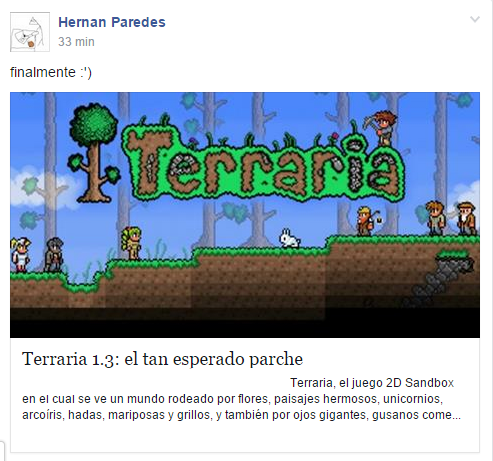 Hernan Paredes
33 min
finalmente :')
Terraria
Terraria 1.3: el tan esperado parche
Terraria, el juego 2D Sandbox
en el cual se ve un mundo rodeado por flores, paisajes hermosos, unicornios,
arcoíris, hadas, mariposas y grillos, y también por ojos gigantes, gusanos come...